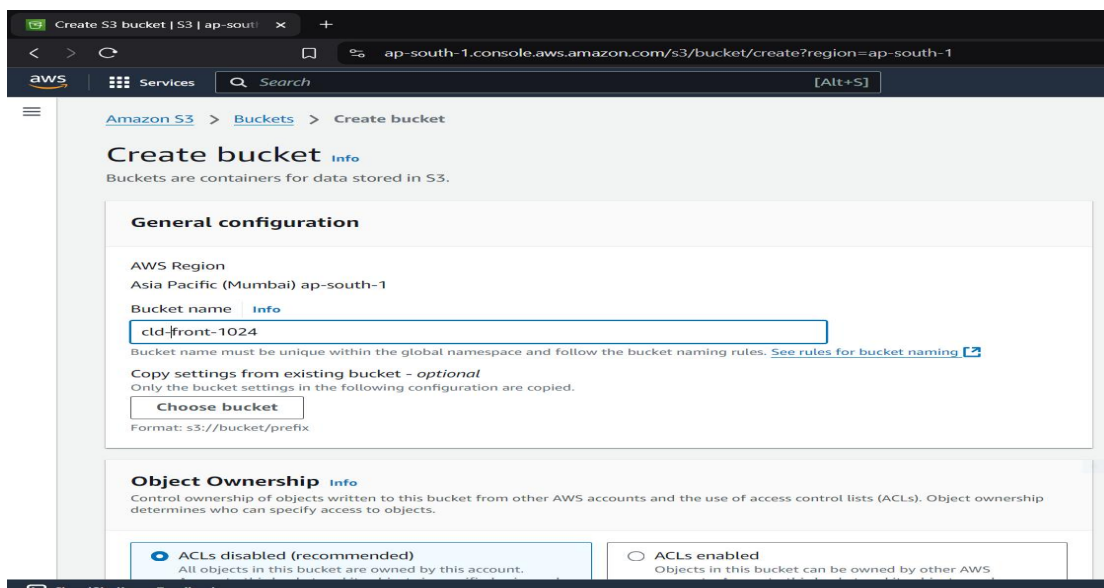 Create S3 bucket | S3 | ap-sout
ap-south-1.console.aws.amazon.com/s3/bucket/create?region=ap-south-1
aws Services Search [Alt+S]
Amazon S3 > Buckets > Create bucket
Create bucket Info
Buckets are containers for data stored in S3.
General configuration
AWS Region
Asia Pacific (Mumbai) ap-south-1
Bucket name Info
cld-front-1024
Bucket name must be unique within the global namespace and follow the bucket naming rules. See rules for bucket naming
Copy settings from existing bucket - optional
Only the bucket settings in the following configuration are copied.
Choose bucket
Format: s3://bucket/prefix
Object Ownership Info
Control ownership of objects written to this bucket from other AWS accounts and the use of access control lists (ACLs). Object ownership
determines who can specify access to objects.
ACLs disabled (recommended)
All objects in this bucket are owned by this account.
ACLs enabled
Objects in this bucket can be owned by other AWS